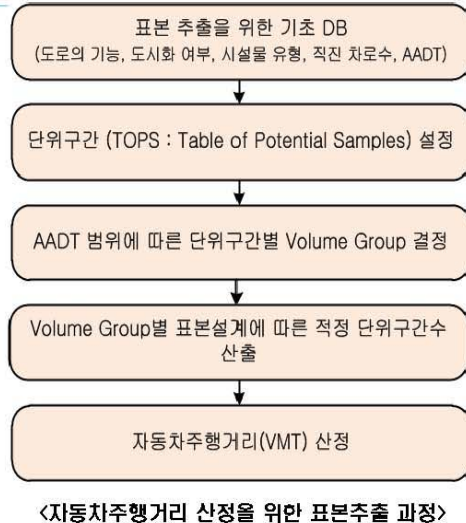 표본 추출을 위한 기초 DB
(도로의 기능, 도시화 여부, 시설물 유형, 직진 차로수, AADT)
단위구간 (TOPS : Table of Potential Samples) 설정
AADT 범위에 따른 단위구간별 Volume Group 결정
Volume Group별 표본설계에 따른 적정 단위구간수
산출
자동차주행거리(VMT) 산정
<자동차주행거리 산정을 위한 표본추출 과정>